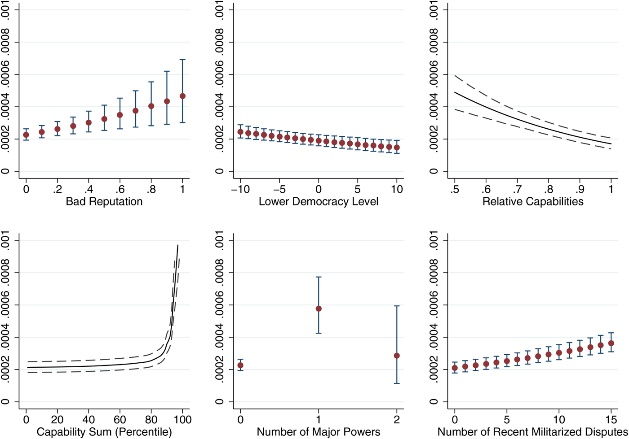 0 .0002 .0004 .0006 .0008 .001
0 .2 .4 .6 .8 1
Bad Reputation
0 .0002 .0004 .0006 .0008 .001
−10 −5 0 5 10
Lower Democracy Level
0 .0002 .0004 .0006 .0008 .001
.5 .6 .7 .8 .9 1
Relative Capabilities
0 .0002 .0004 .0006 .0008 .001
0 20 40 60 80 100
Capability Sum (Percentile)
0 .0002 .0004 .0006 .0008 .001
0 1 2
Number of Major Powers
0 .0002 .0004 .0006 .0008 .001
0 5 10 15
Number of Recent Militarized Disputes